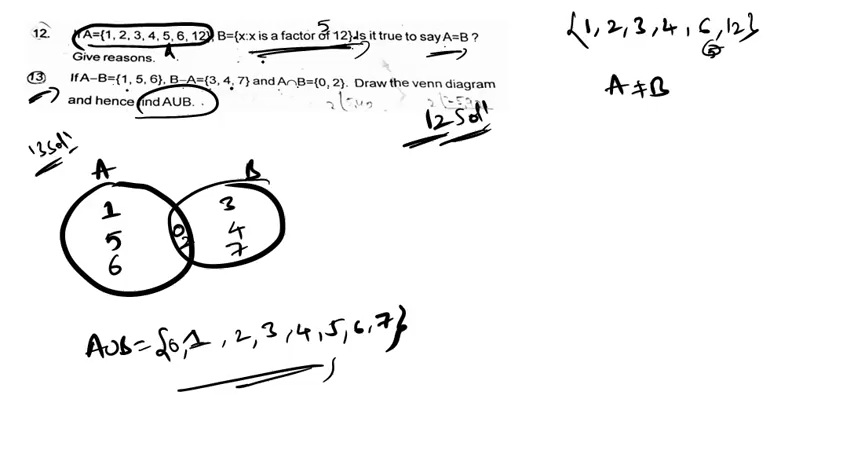 12. If A={1, 2, 3, 4, 5, 6, 12}, B={x:x is a factor of 12}.Is it true to say A=B ?
5
Give reasons.
13 If A–B={1, 5, 6}, B–A={3, 4, 7} and A∩B={0, 2}. Draw the venn diagram
and hence find AUB.
{1, 2, 3, 4, 6, 12}
5
A ≠ B
12 Sol!
13 Sol!
A B
1 3
0
5 4
2
6 7
AUB = {0, 1, 2, 3, 4, 5, 6, 7}